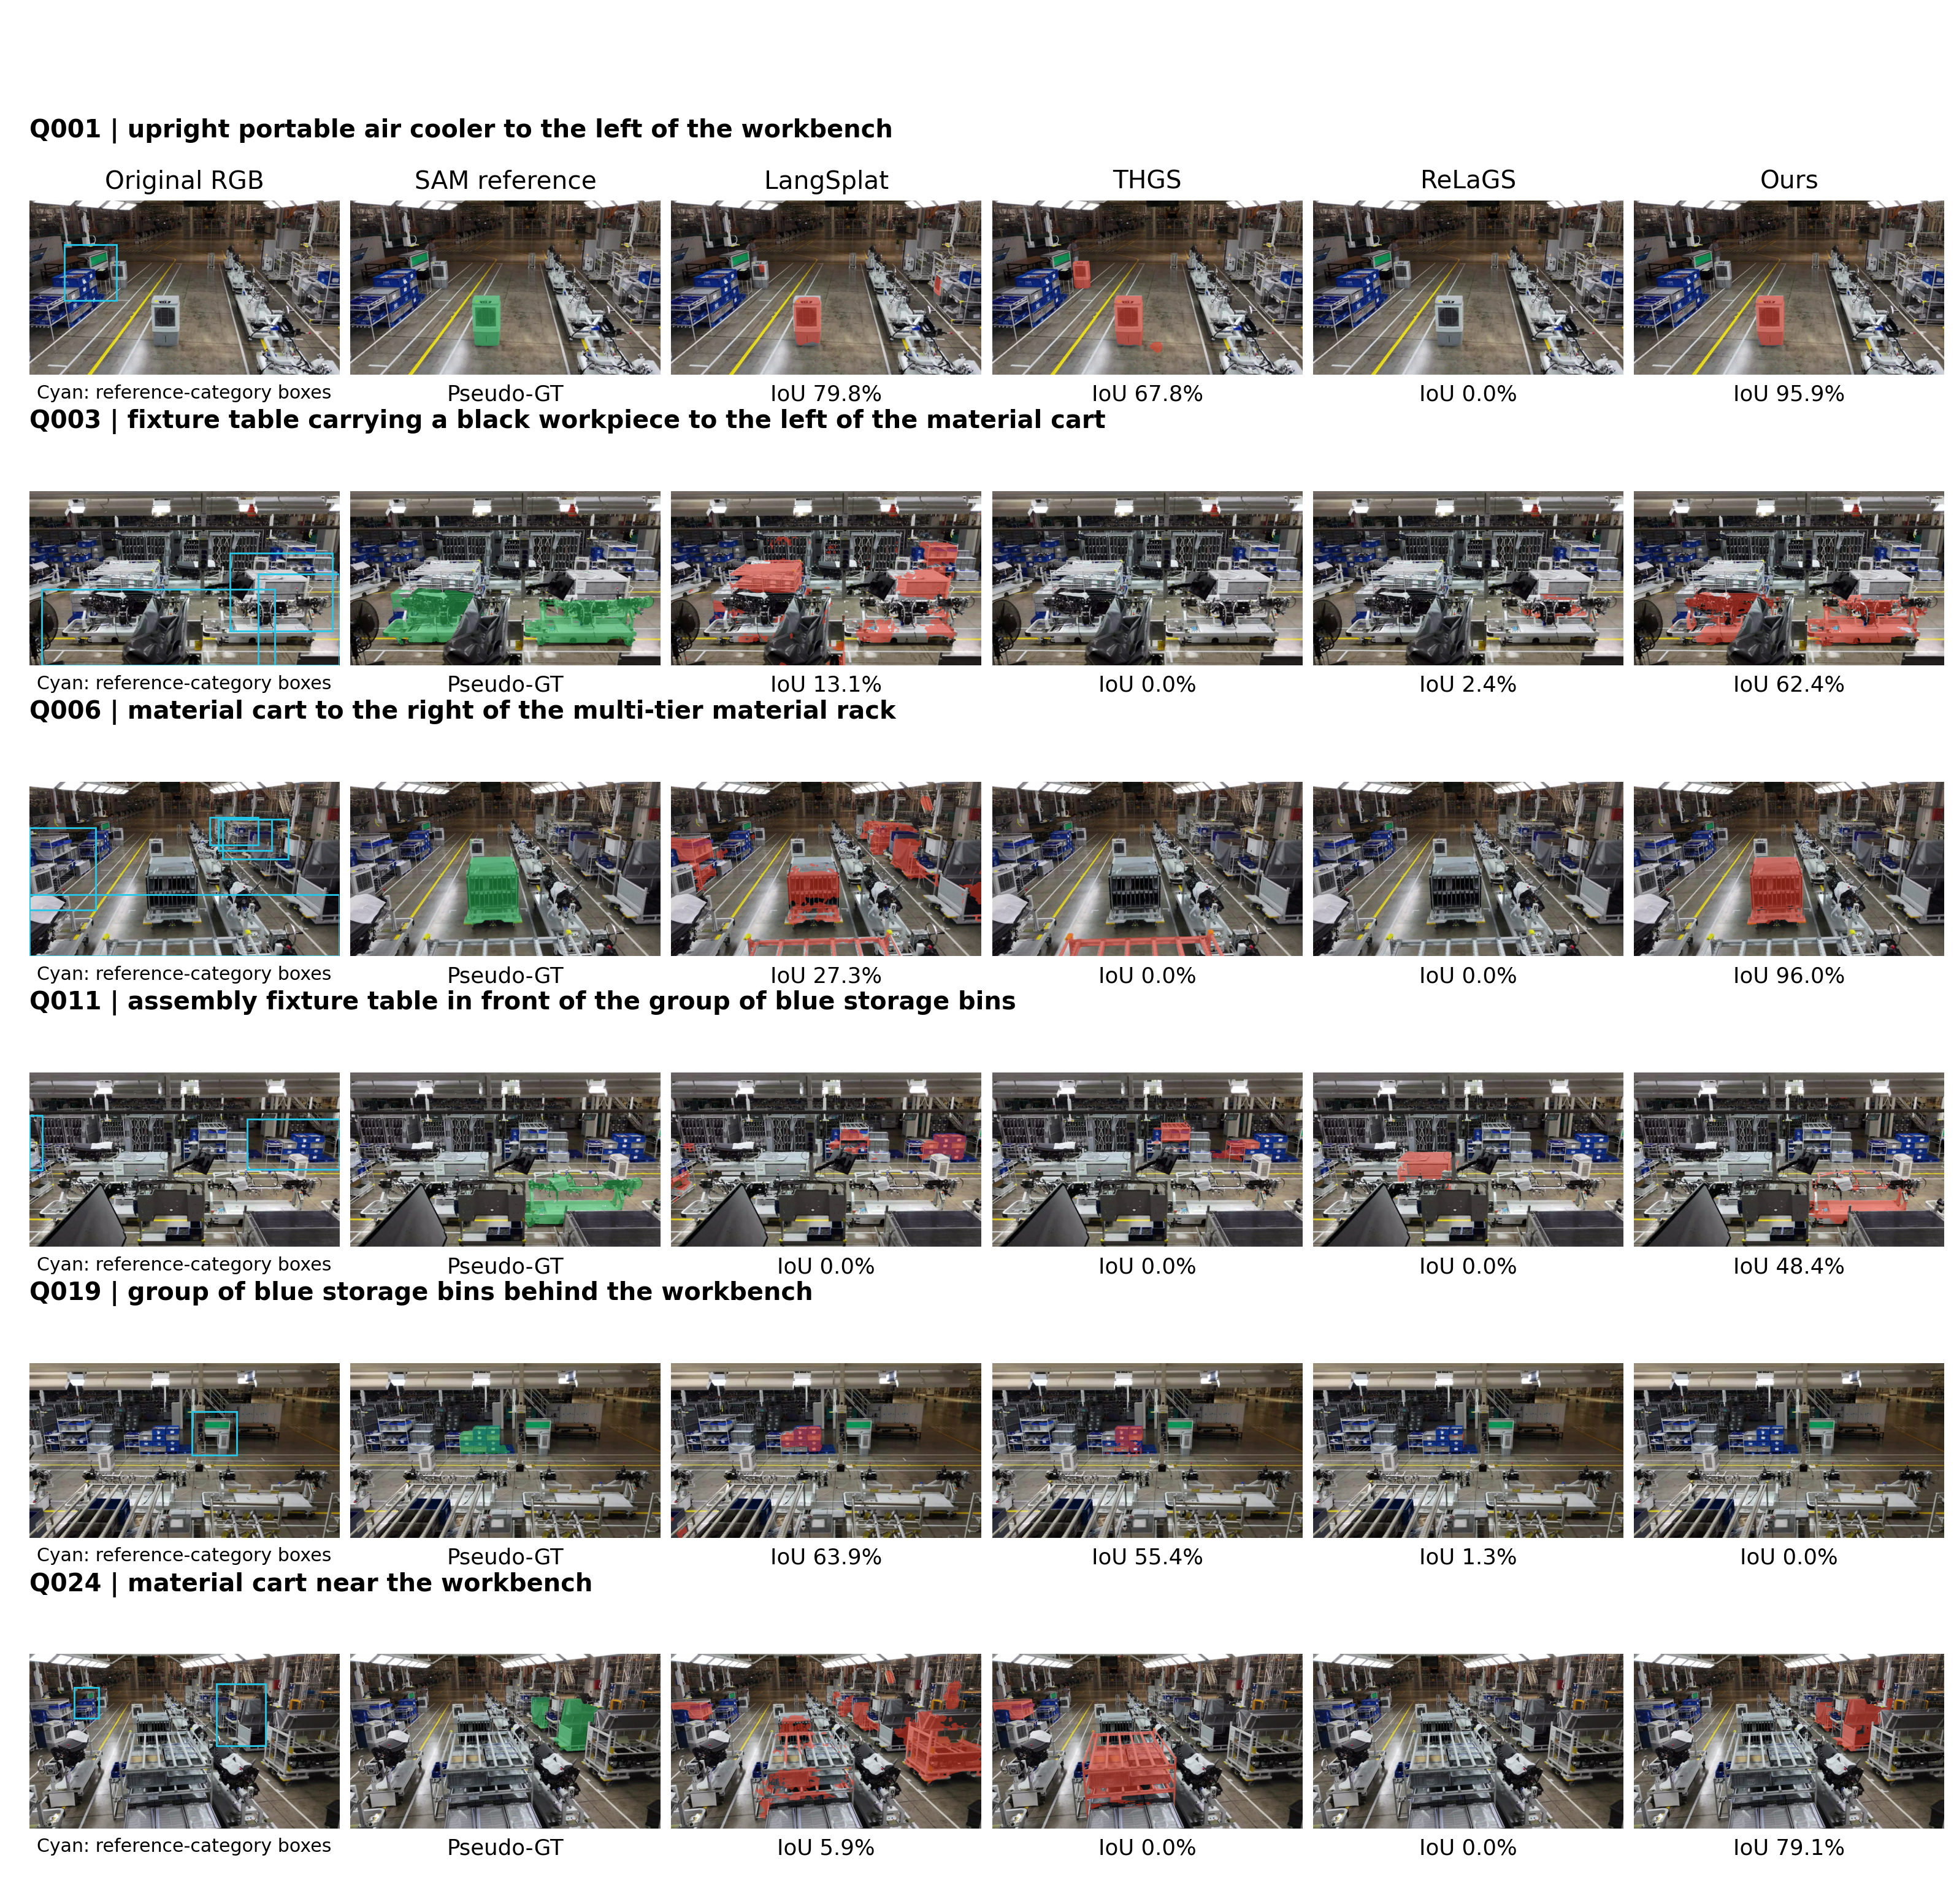 Q001 | upright portable air cooler to the left of the workbench
Original RGB SAM reference LangSplat THGS ReLaGS Ours
Cyan: reference-category boxes Pseudo-GT IoU 79.8% IoU 67.8% IoU 0.0% IoU 95.9%
Q003 | fixture table carrying a black workpiece to the left of the material cart
Cyan: reference-category boxes Pseudo-GT IoU 13.1% IoU 0.0% IoU 2.4% IoU 62.4%
Q006 | material cart to the right of the multi-tier material rack
Cyan: reference-category boxes Pseudo-GT IoU 27.3% IoU 0.0% IoU 0.0% IoU 96.0%
Q011 | assembly fixture table in front of the group of blue storage bins
Cyan: reference-category boxes Pseudo-GT IoU 0.0% IoU 0.0% IoU 0.0% IoU 48.4%
Q019 | group of blue storage bins behind the workbench
Cyan: reference-category boxes Pseudo-GT IoU 63.9% IoU 55.4% IoU 1.3% IoU 0.0%
Q024 | material cart near the workbench
Cyan: reference-category boxes Pseudo-GT IoU 5.9% IoU 0.0% IoU 0.0% IoU 79.1%